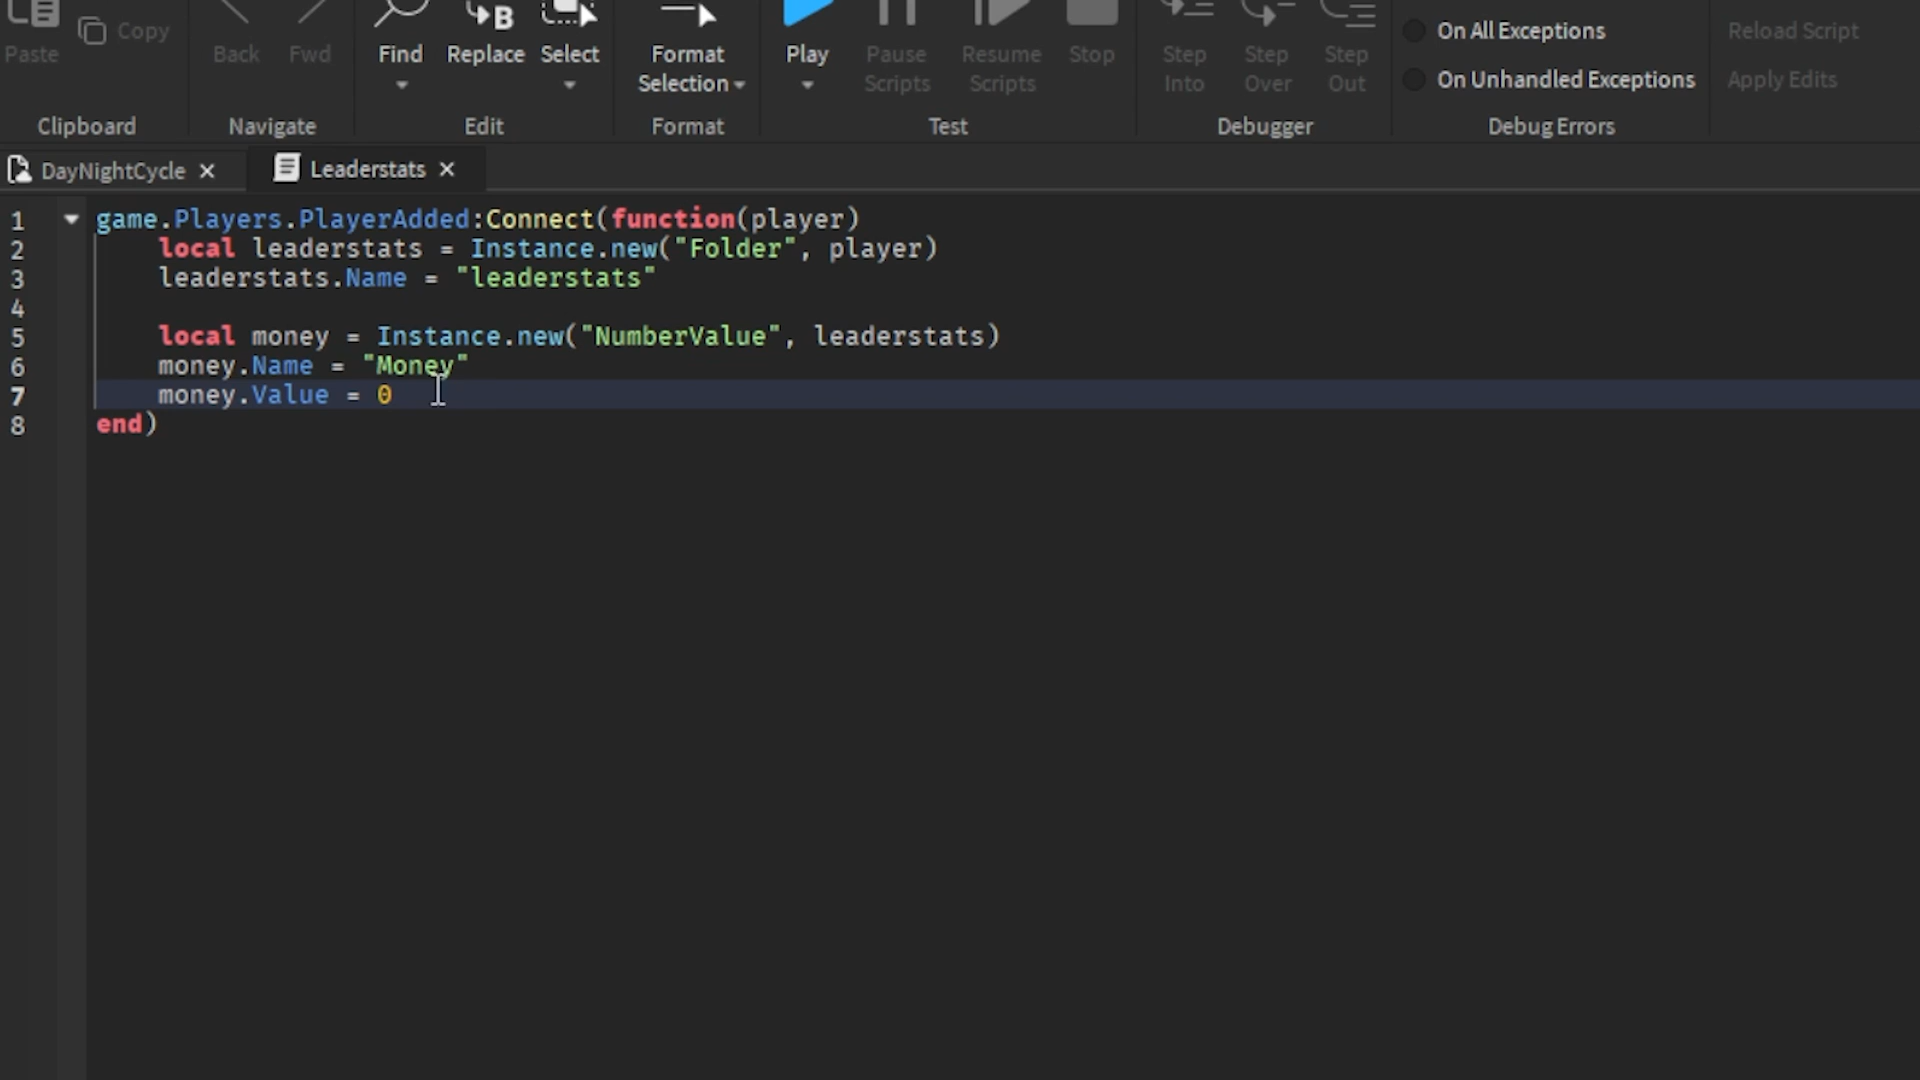 Paste
Copy
Back
Fwd
Find
Replace
Select
Format
Selection
Play
Pause
Scripts
Resume
Scripts
Stop
Step
Into
Step
Over
Step
Out
On All Exceptions
On Unhandled Exceptions
Reload Script
Apply Edits
Clipboard
Navigate
Edit
Format
Test
Debugger
Debug Errors
DayNightCycle
Leaderstats
1 game.Players.PlayerAdded:Connect(function(player)
2 local leaderstats = Instance.new("Folder", player)
3 leaderstats.Name = "leaderstats"
4
5 local money = Instance.new("NumberValue", leaderstats)
6 money.Name = "Money"
7 money.Value = 0
8 end)